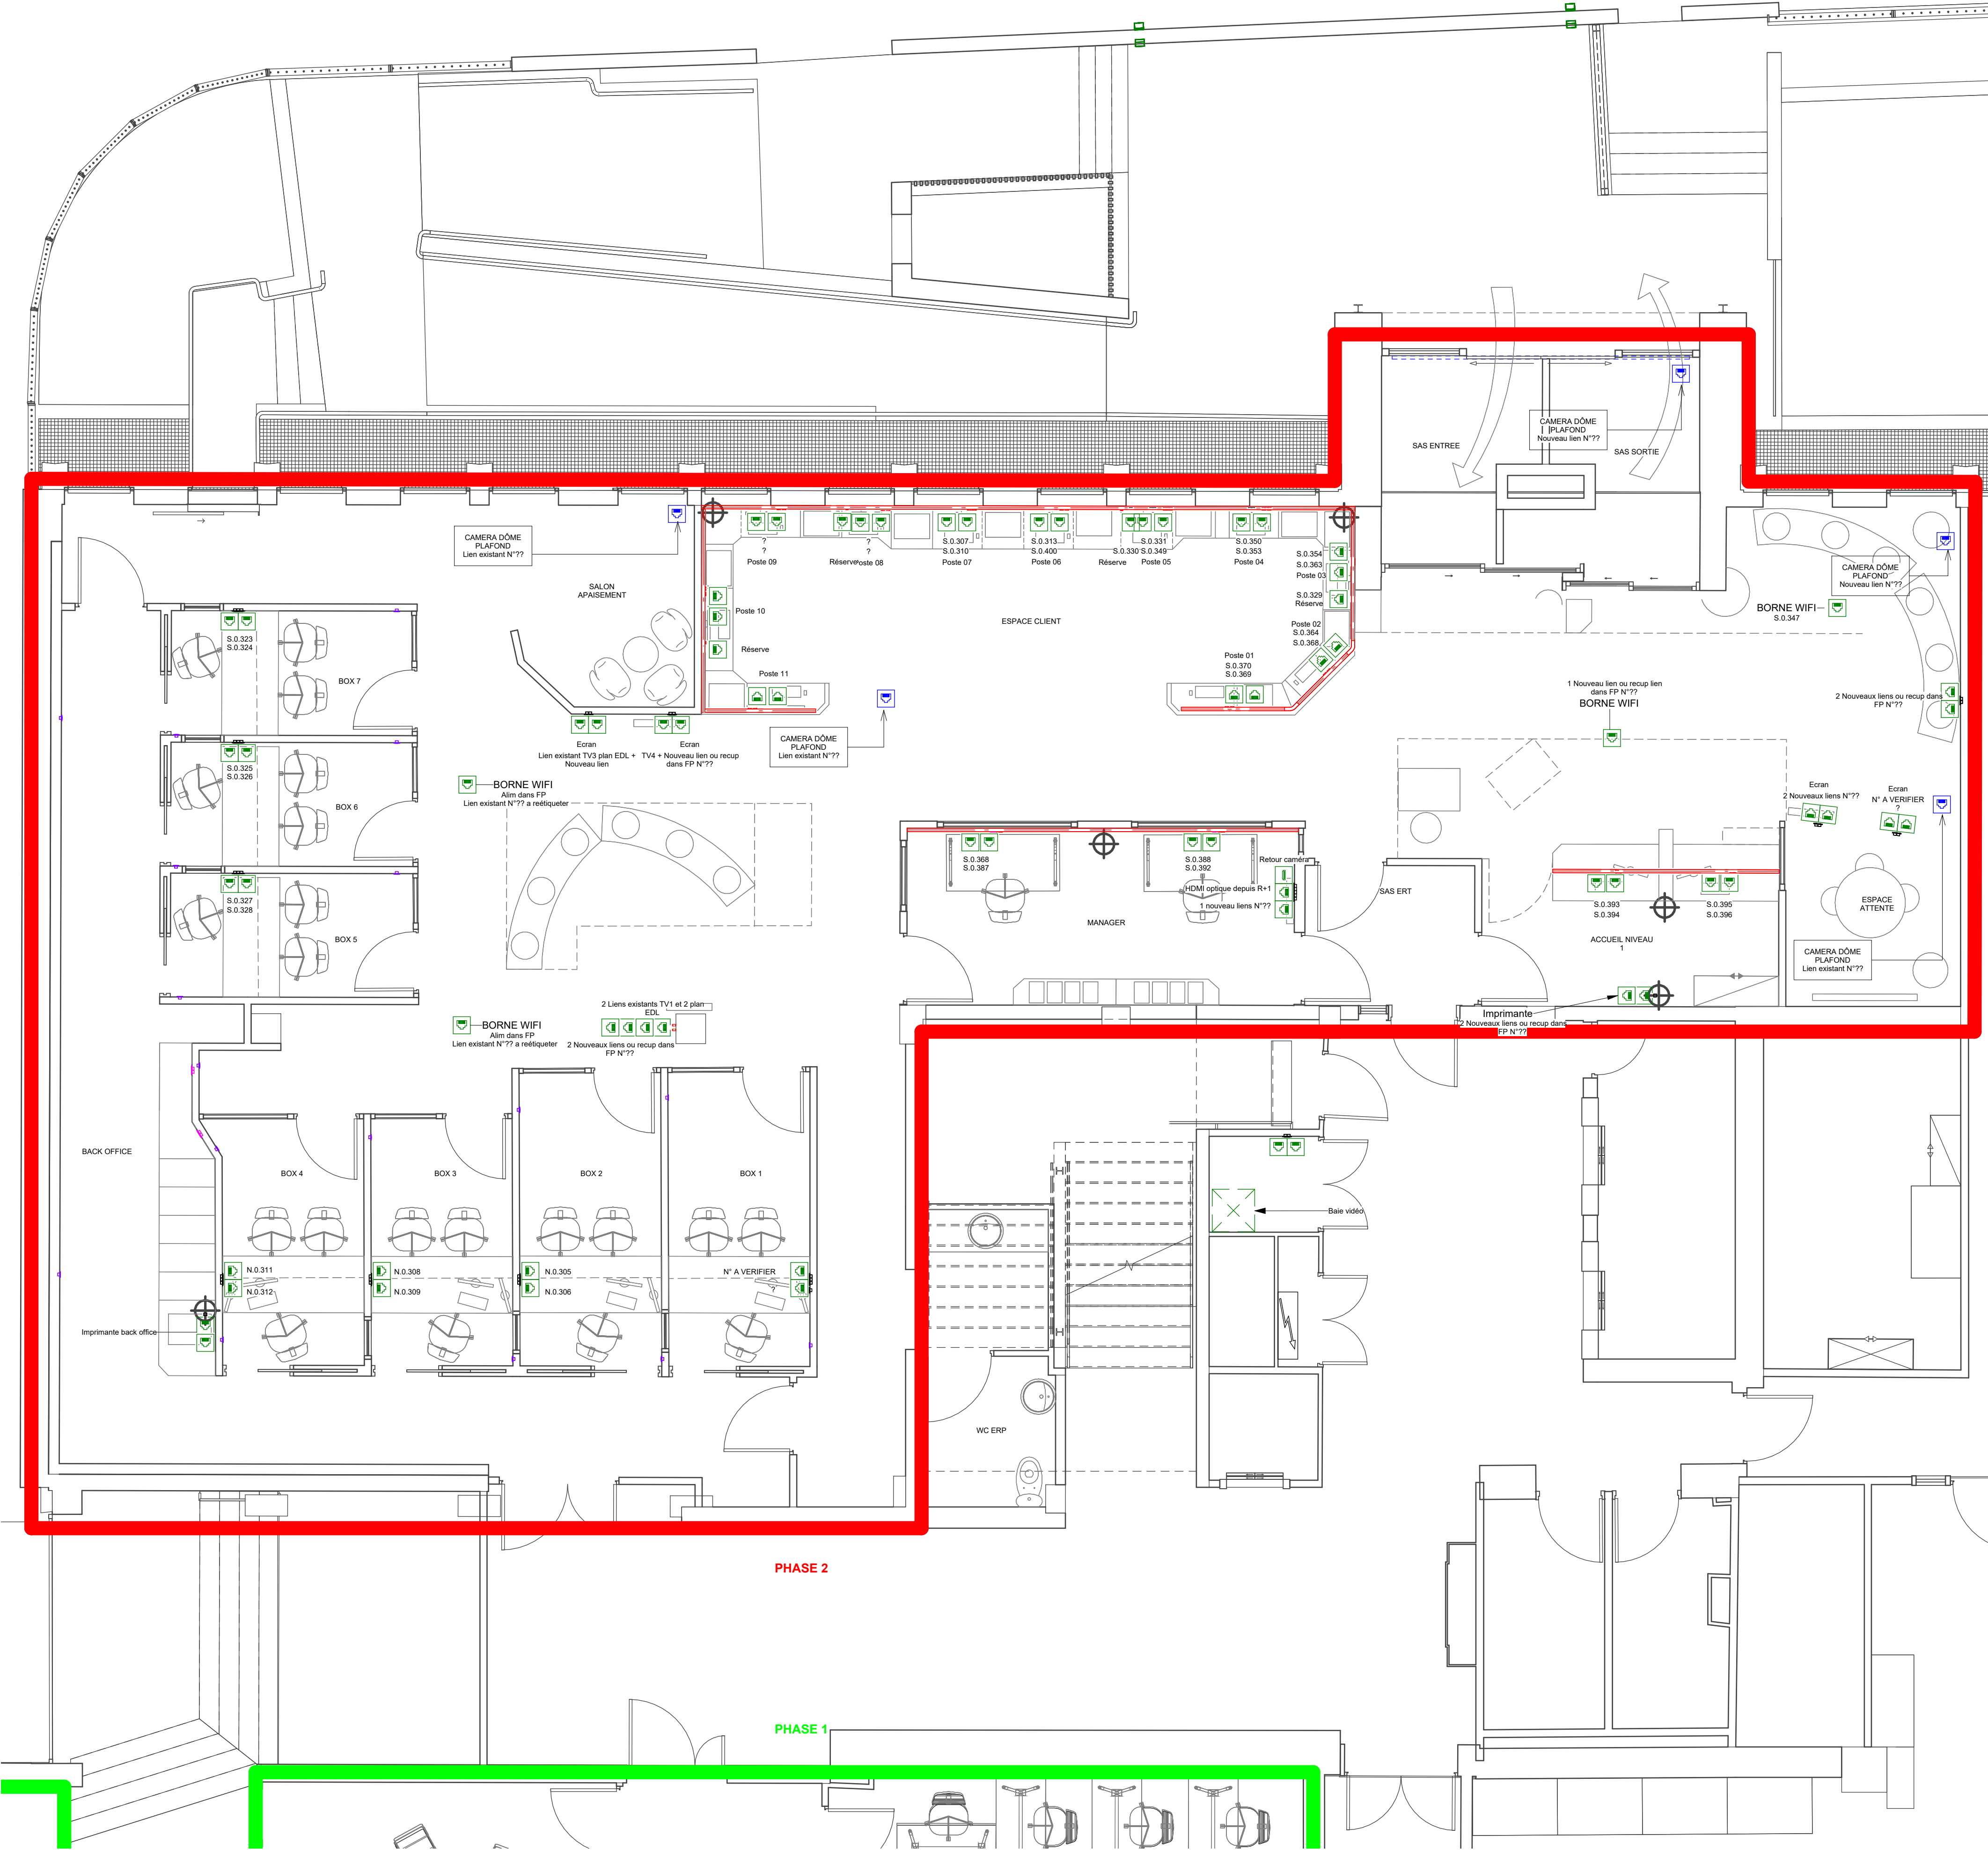 CAMERA DÔME
PLAFOND
Nouveau lien N°??
SAS ENTREE
SAS SORTIE
CAMERA DÔME
PLAFOND
Lien existant N°??
SALON
APAISEMENT
?
?
Poste 09
?
?
Réserve
Poste 08
S.0.307
S.0.310
Poste 07
S.0.313
S.0.400
Poste 06
S.0.330
Réserve
S.0.331
S.0.349
Poste 05
S.0.350
S.0.353
Poste 04
S.0.354
S.0.363
Poste 03
S.0.329
Réserve
Poste 02
S.0.364
S.0.368
Poste 10
Réserve
Poste 11
ESPACE CLIENT
Poste 01
S.0.370
S.0.369
CAMERA DÔME
PLAFOND
Nouveau lien N°??
BORNE WIFI
S.0.347
1 Nouveau lien ou recup lien
dans FP N°??
BORNE WIFI
2 Nouveaux liens ou recup dans
FP N°??
S.0.323
S.0.324
BOX 7
S.0.325
S.0.326
BOX 6
S.0.327
S.0.328
BOX 5
Ecran
Lien existant TV3 plan EDL +
Nouveau lien
Ecran
TV4 + Nouveau lien ou recup
dans FP N°??
CAMERA DÔME
PLAFOND
Lien existant N°??
BORNE WIFI
Alim dans FP
Lien existant N°?? a reétiqueter
Ecran
2 Nouveaux liens N°??
Ecran
N° A VERIFIER
?
S.0.368
S.0.387
S.0.388
S.0.392
Retour caméra
HDMI optique depuis R+1
1 nouveau liens N°??
MANAGER
SAS ERT
S.0.393
S.0.394
S.0.395
S.0.396
ACCUEIL NIVEAU
1
ESPACE
ATTENTE
CAMERA DÔME
PLAFOND
Lien existant N°??
Imprimante
2 Nouveaux liens ou recup dans
FP N°??
2 Liens existants TV1 et 2 plan
EDL
2 Nouveaux liens ou recup dans
FP N°??
BORNE WIFI
Alim dans FP
Lien existant N°?? a reétiqueter
BACK OFFICE
BOX 4
BOX 3
BOX 2
BOX 1
Baie vidéo
N.0.311
N.0.312
N.0.308
N.0.309
N.0.305
N.0.306
N° A VERIFIER
?
Imprimante back office
WC ERP
PHASE 2
PHASE 1